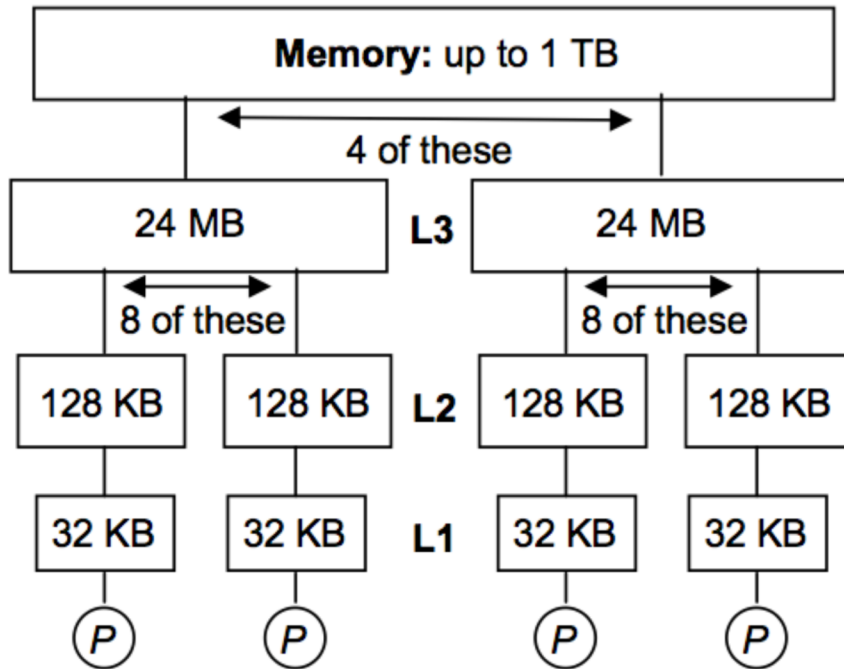 Memory: up to 1 TB
4 of these
24 MB L3 24 MB
8 of these 8 of these
128 KB 128 KB L2 128 KB 128 KB
32 KB 32 KB L1 32 KB 32 KB
P P P P